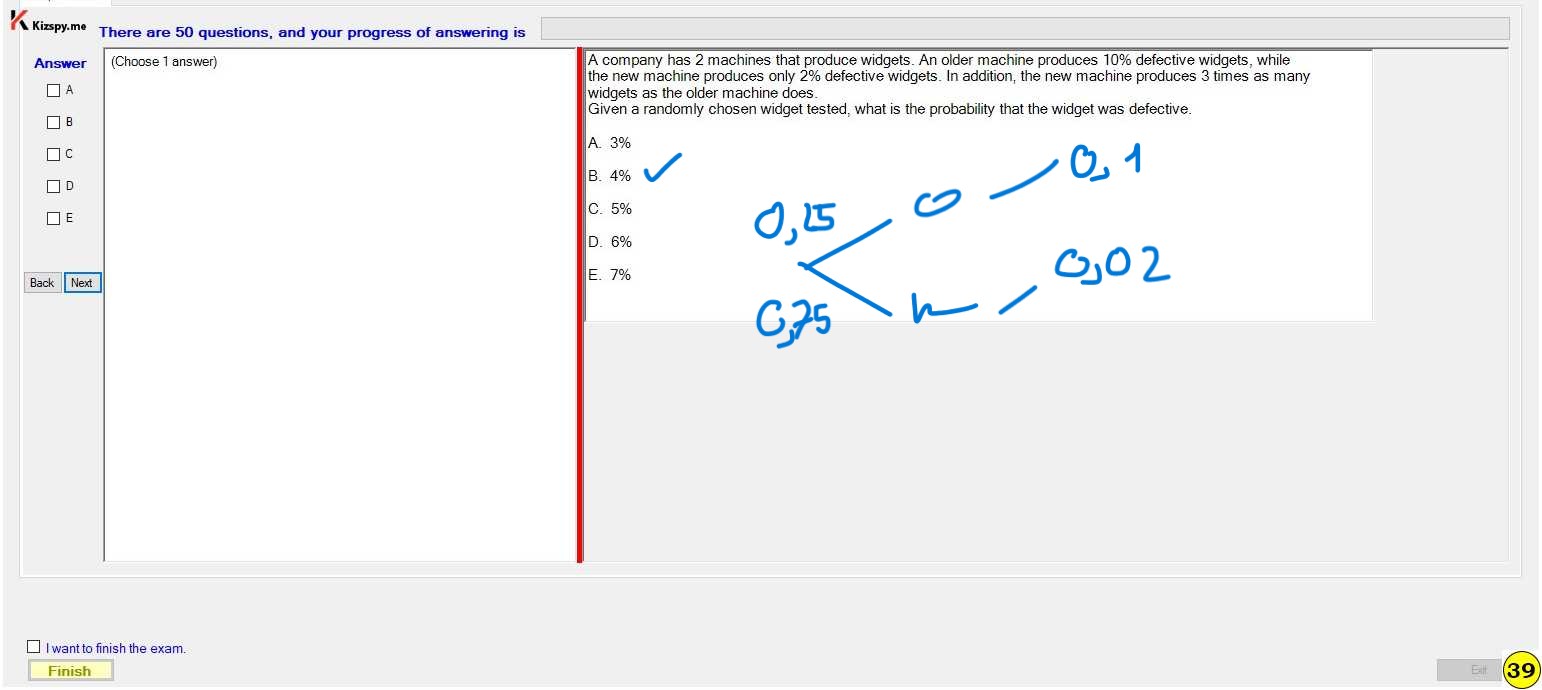 Kizspy.me
There are 50 questions, and your progress of answering is
Answer
A
B
C
D
E
Back Next
(Choose 1 answer)
A company has 2 machines that produce widgets. An older machine produces 10% defective widgets, while
the new machine produces only 2% defective widgets. In addition, the new machine produces 3 times as many
widgets as the older machine does.
Given a randomly chosen widget tested, what is the probability that the widget was defective.
A. 3%
B. 4%
C. 5%
D. 6%
E. 7%
0,25 o 0,1
0,75 n 0,02
I want to finish the exam.
Finish
Exit 39